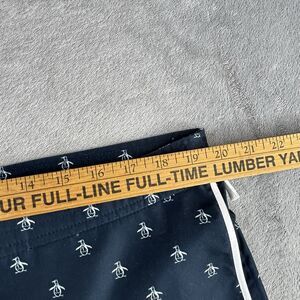 14 15 16 17 18 19 20 21 22
UR FULL-LINE FULL-TIME LUMBER YA